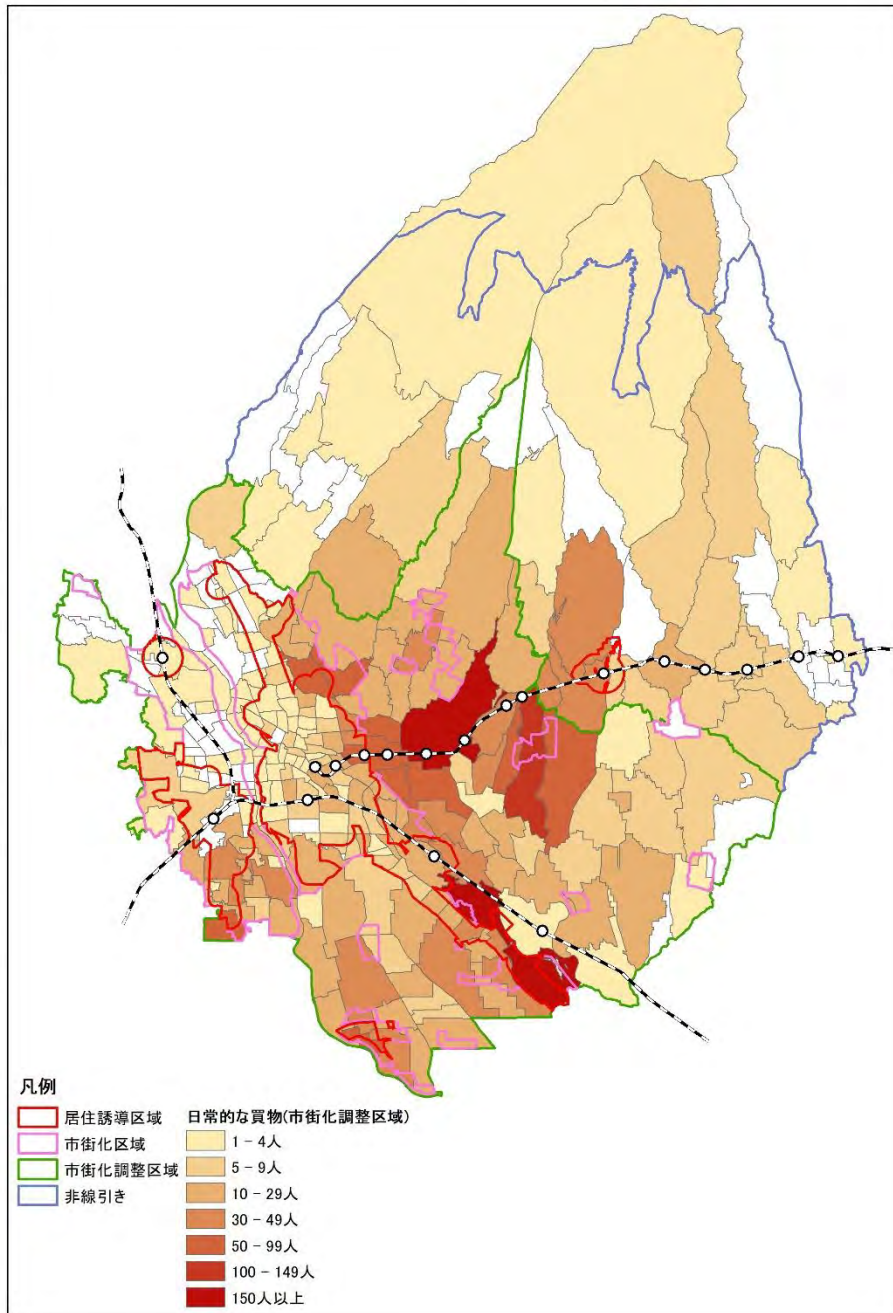 凡例
居住誘導区域
市街化区域
市街化調整区域
非線引き
日常的な買物(市街化調整区域)
1 - 4人
5 - 9人
10 - 29人
30 - 49人
50 - 99人
100 - 149人
150人以上